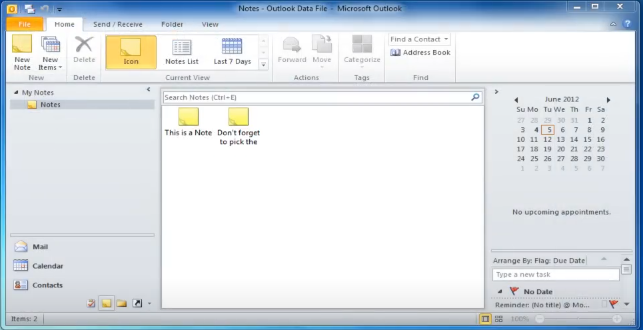 Notes - Outlook Data File - Microsoft Outlook
File Home Send / Receive Folder View
New Note
New Items
Delete
Icon
Notes List
Last 7 Days
Forward
Move
Categorize
Find a Contact
Address Book
New Delete Current View Actions Tags Find
My Notes
Notes
Search Notes (Ctrl+E)
This is a Note
Don't forget
to pick the
June 2012
Su Mo Tu We Th Fr Sa
27 28 29 30 31 1 2
3 4 5 6 7 8 9
10 11 12 13 14 15 16
17 18 19 20 21 22 23
24 25 26 27 28 29 30
1 2 3 4 5 6 7
No upcoming appointments.
Mail
Calendar
Contacts
Arrange By: Flag: Due Date
Type a new task
No Date
Reminder: (No title) @ Mo...
Items: 2
100%